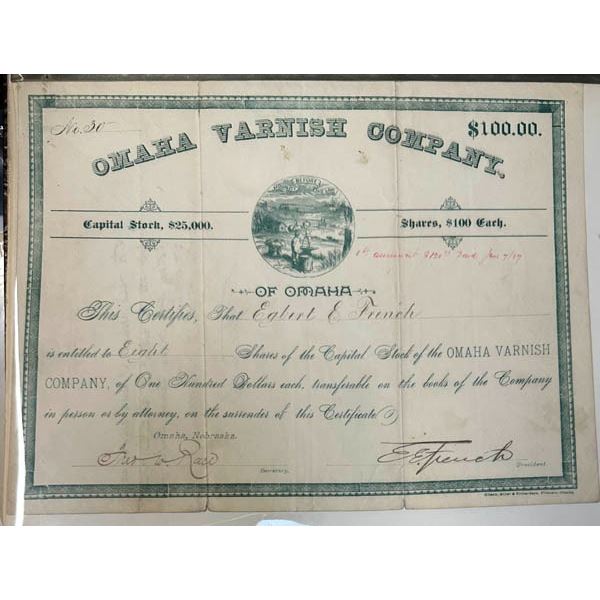 No. 30
OMAHA VARNISH COMPANY.
$100.00.
Capital Stock, $25,000.
Shares, $100 Each.
OF OMAHA
This Certifies, That Egbert E French
is entitled to Eight Shares of the Capital Stock of the OMAHA VARNISH
COMPANY, of One Hundred Dollars each, transferable on the books of the Company
in person or by attorney, on the surrender of this Certificate
Omaha, Nebraska.
Secretary.
E.E. French
President.